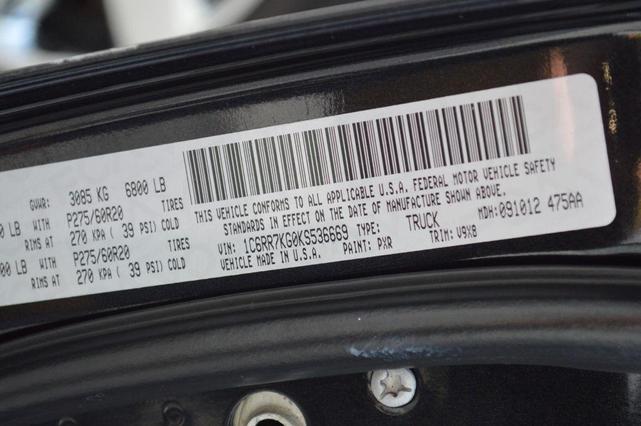 GVWR: 3085 KG 6800 LB
0 LB WITH P275/60R20 TIRES
RIMS AT 270 KPA ( 39 PSI) COLD
00 LB WITH P275/60R20 TIRES
RIMS AT 270 KPA ( 39 PSI) COLD
THIS VEHICLE CONFORMS TO ALL APPLICABLE U.S.A. FEDERAL MOTOR VEHICLE SAFETY
STANDARDS IN EFFECT ON THE DATE OF MANUFACTURE SHOWN ABOVE.
VIN: 1C6RR7KG0KS536669 TYPE: TRUCK MDH:091012 475AA
VEHICLE MADE IN U.S.A. PAINT: PXR TRIM: V9X8